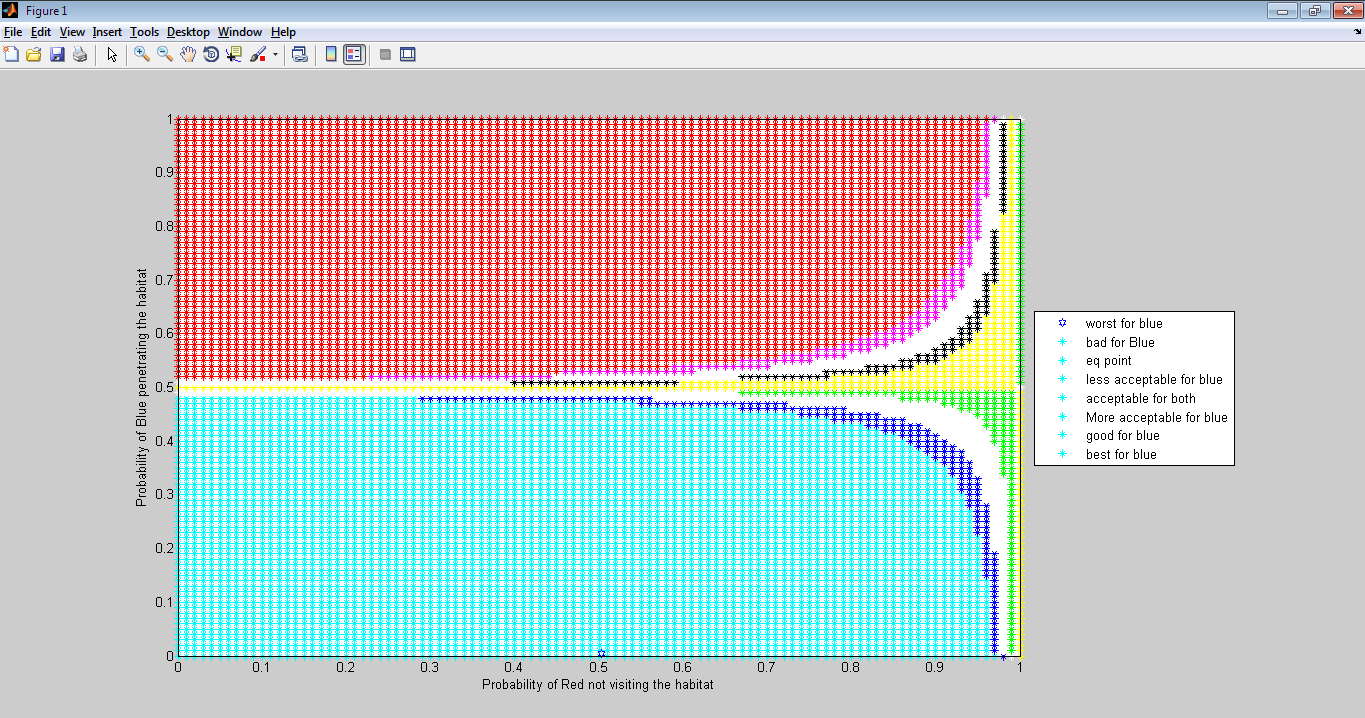 Figure 1
File Edit View Insert Tools Desktop Window Help
1
0.9
0.8
0.7
0.6
0.5
0.4
0.3
0.2
0.1
0
Probability of Blue penetrating the habitat
0 0.1 0.2 0.3 0.4 0.5 0.6 0.7 0.8 0.9 1
Probability of Red not visiting the habitat
worst for blue
bad for Blue
eq point
less acceptable for blue
acceptable for both
More acceptable for blue
good for blue
best for blue